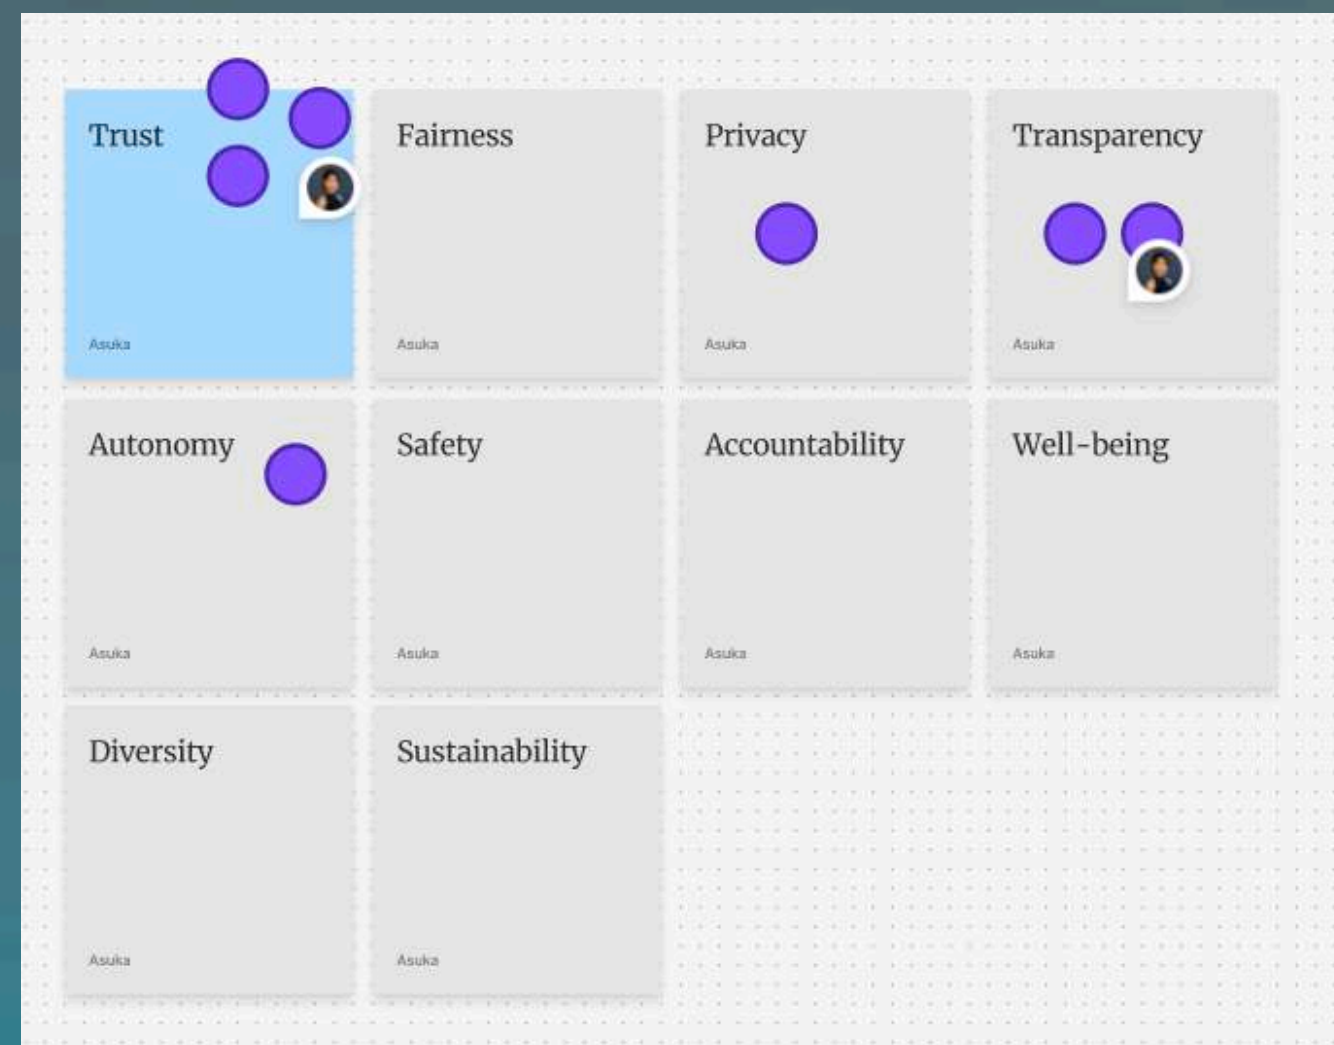 Trust
Fairness
Privacy
Transparency
Asuka
Asuka
Asuka
Asuka
Autonomy
Safety
Accountability
Well-being
Asuka
Asuka
Asuka
Asuka
Diversity
Sustainability
Asuka
Asuka